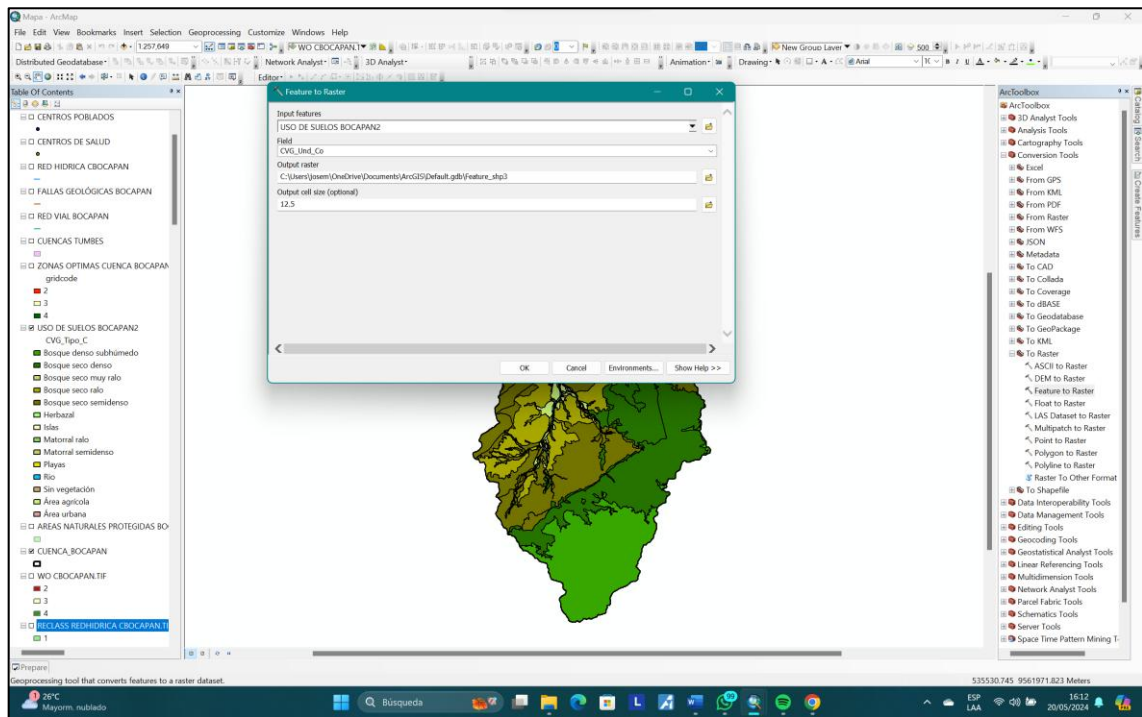 Mapa - ArcMap
File Edit View Bookmarks Insert Selection Geoprocessing Customize Windows Help
1:257,649
WO CBOCAPAN.T
New Group Layer
500
Distributed Geodatabase
Network Analyst
3D Analyst
Animation
Drawing
Arial
Editor
Table Of Contents
CENTROS POBLADOS
CENTROS DE SALUD
RED HIDRICA CBOCAPAN
FALLAS GEOLÓGICAS BOCAPAN
RED VIAL BOCAPAN
CUENCAS TUMBES
ZONAS OPTIMAS CUENCA BOCAPAN
gridcode
2
3
4
USO DE SUELOS BOCAPAN2
CVG_Tipo_C
Bosque denso subhúmedo
Bosque seco denso
Bosque seco muy ralo
Bosque seco ralo
Bosque seco semidenso
Herbazal
Islas
Matorral ralo
Matorral semidenso
Playas
Rio
Sin vegetación
Área agrícola
Área urbana
AREAS NATURALES PROTEGIDAS BO
CUENCA_BOCAPAN
WO CBOCAPAN.TIF
2
3
4
RECLASS REDHIDRICA CBOCAPAN.TI
1
Feature to Raster
Input features
USO DE SUELOS BOCAPAN2
Field
CVG_Und_Co
Output raster
C:\Users\josem\OneDrive\Documents\ArcGIS\Default.gdb\Feature_shp3
Output cell size (optional)
12.5
OK Cancel Environments... Show Help >>
ArcToolbox
ArcToolbox
3D Analyst Tools
Analysis Tools
Cartography Tools
Conversion Tools
Excel
From GPS
From KML
From PDF
From Raster
From WFS
JSON
Metadata
To CAD
To Collada
To Coverage
To dBASE
To Geodatabase
To GeoPackage
To KML
To Raster
ASCII to Raster
DEM to Raster
Feature to Raster
Float to Raster
LAS Dataset to Raster
Multipatch to Raster
Point to Raster
Polygon to Raster
Polyline to Raster
Raster To Other Format
To Shapefile
Data Interoperability Tools
Data Management Tools
Editing Tools
Geocoding Tools
Geostatistical Analyst Tools
Linear Referencing Tools
Multidimension Tools
Network Analyst Tools
Parcel Fabric Tools
Schematics Tools
Server Tools
Space Time Pattern Mining T
Catalog
Search
Create Features
Prepare
Geoprocessing tool that converts features to a raster dataset.
535530.745 9561971.823 Meters
26°C
Mayorm. nublado
Búsqueda
99
ESP
LAA
16:12
20/05/2024